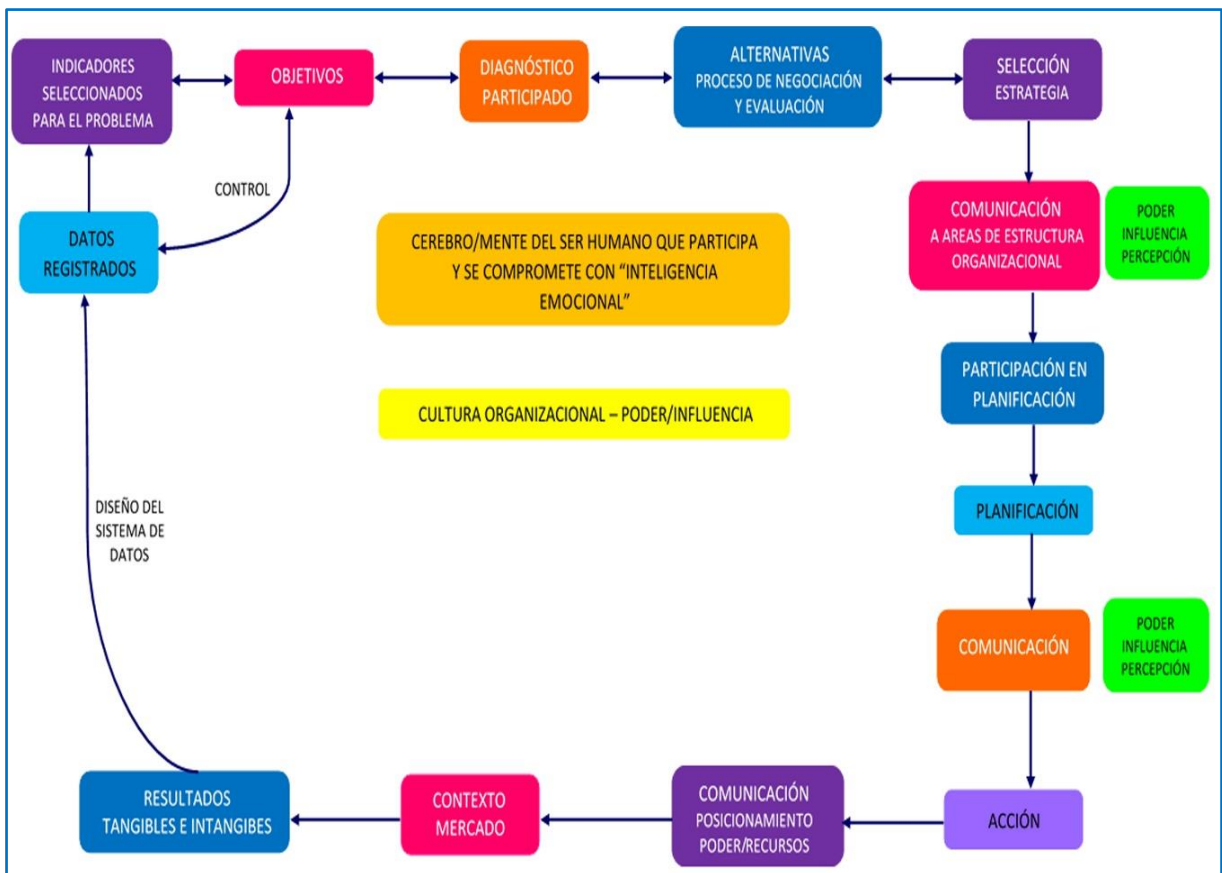 INDICADORES
SELECCIONADOS
PARA EL PROBLEMA
OBJETIVOS
DIAGNÓSTICO
PARTICIPADO
ALTERNATIVAS
PROCESO DE NEGOCIACIÓN
Y EVALUACIÓN
SELECCIÓN
ESTRATEGIA
CONTROL
DATOS
REGISTRADOS
CEREBRO/MENTE DEL SER HUMANO QUE PARTICIPA
Y SE COMPROMETE CON “INTELIGENCIA
EMOCIONAL”
COMUNICACIÓN
A AREAS DE ESTRUCTURA
ORGANIZACIONAL
PODER
INFLUENCIA
PERCEPCIÓN
PARTICIPACIÓN EN
PLANIFICACIÓN
CULTURA ORGANIZACIONAL – PODER/INFLUENCIA
DISEÑO DEL
SISTEMA DE
DATOS
PLANIFICACIÓN
COMUNICACIÓN
PODER
INFLUENCIA
PERCEPCIÓN
RESULTADOS
TANGIBLES E INTANGIBES
CONTEXTO
MERCADO
COMUNICACIÓN
POSICIONAMIENTO
PODER/RECURSOS
ACCIÓN